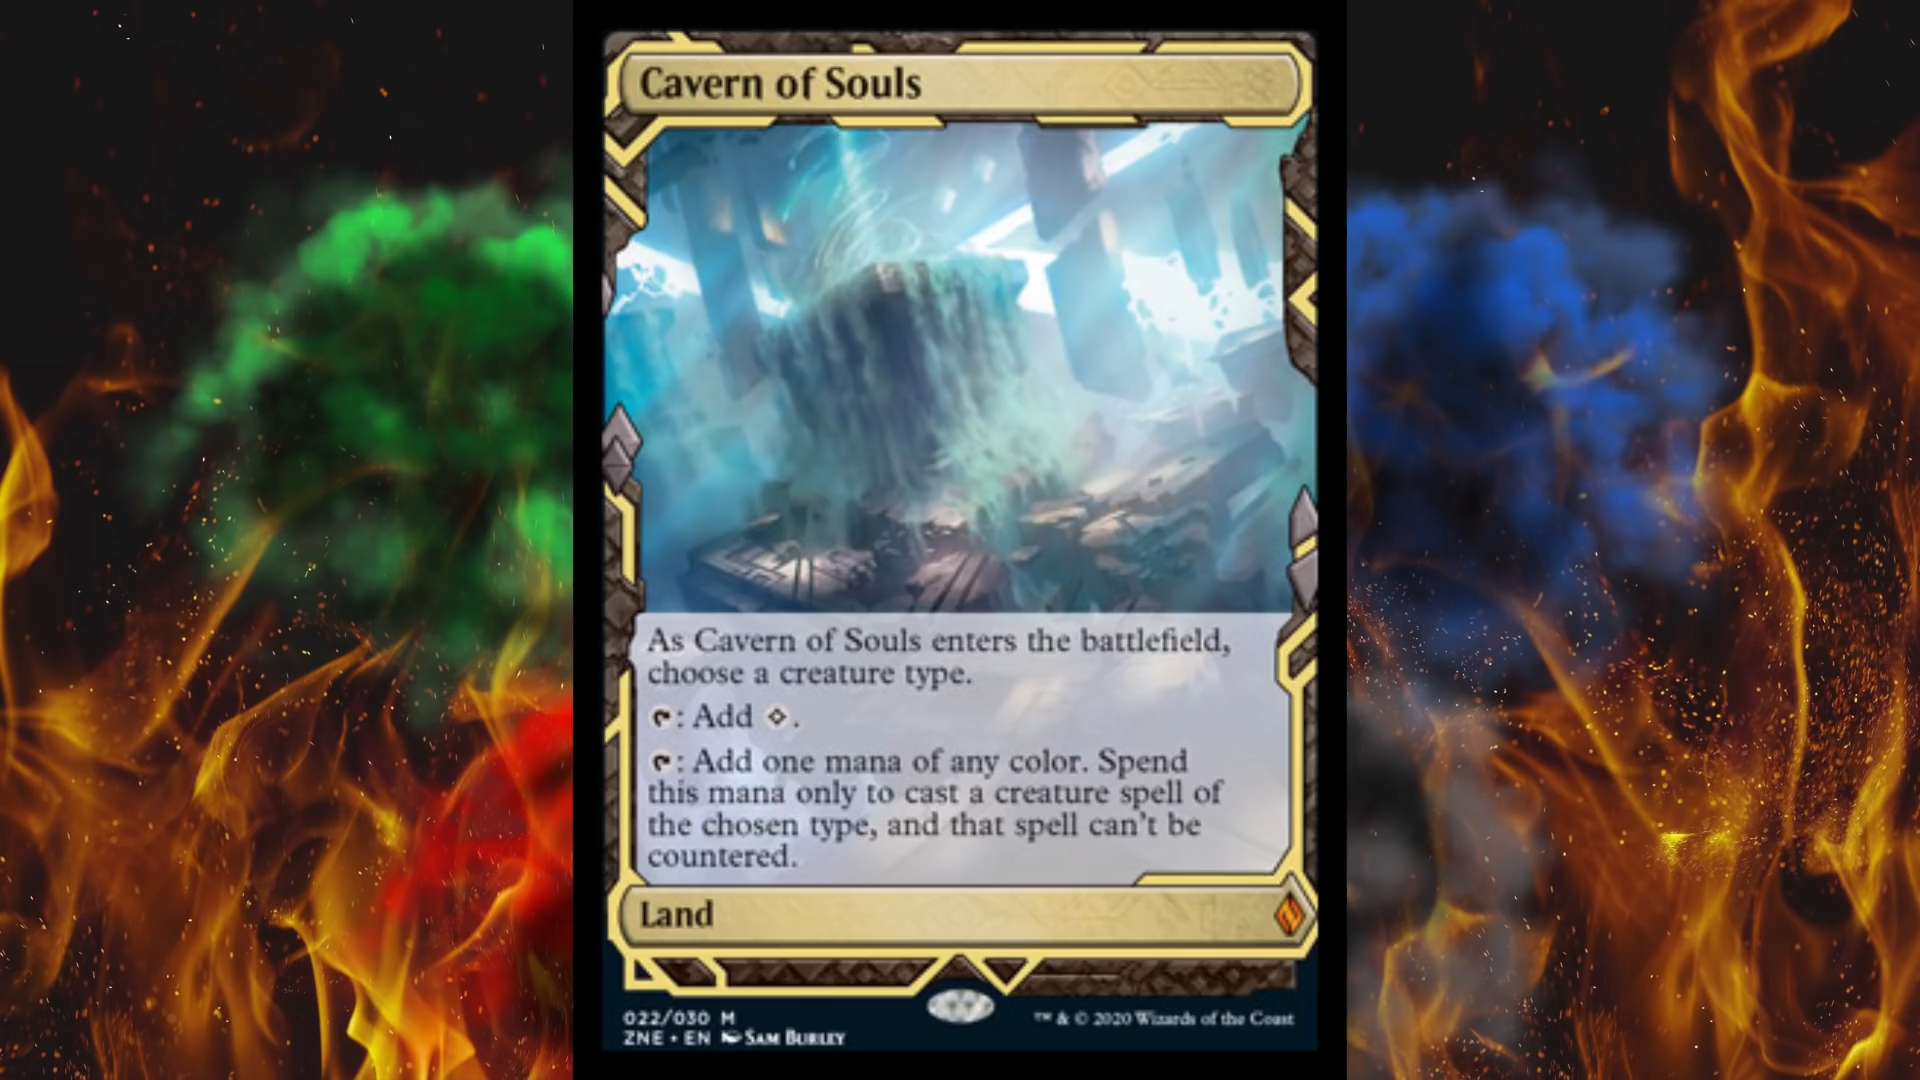 Cavern of Souls
As Cavern of Souls enters the battlefield,
choose a creature type.
: Add .
: Add one mana of any color. Spend
this mana only to cast a creature spell of
the chosen type, and that spell can't be
countered.
Land
022/030 M
ZNE • EN SAM BURLEY
™ & © 2020 Wizards of the Coast